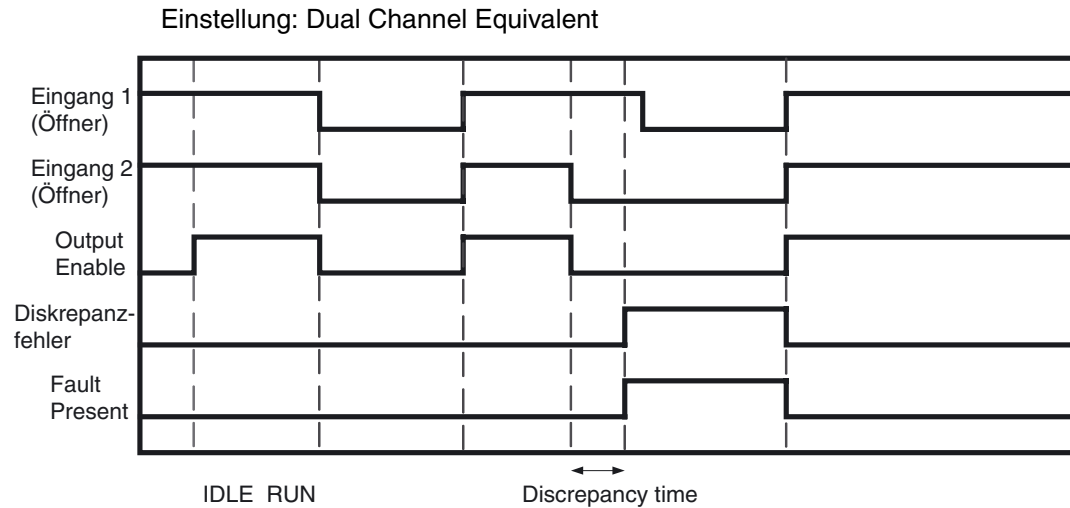 Einstellung: Dual Channel Equivalent
Eingang 1
(Öffner)
Eingang 2
(Öffner)
Output
Enable
Diskrepanz-
fehler
Fault
Present
IDLE RUN
Discrepancy time